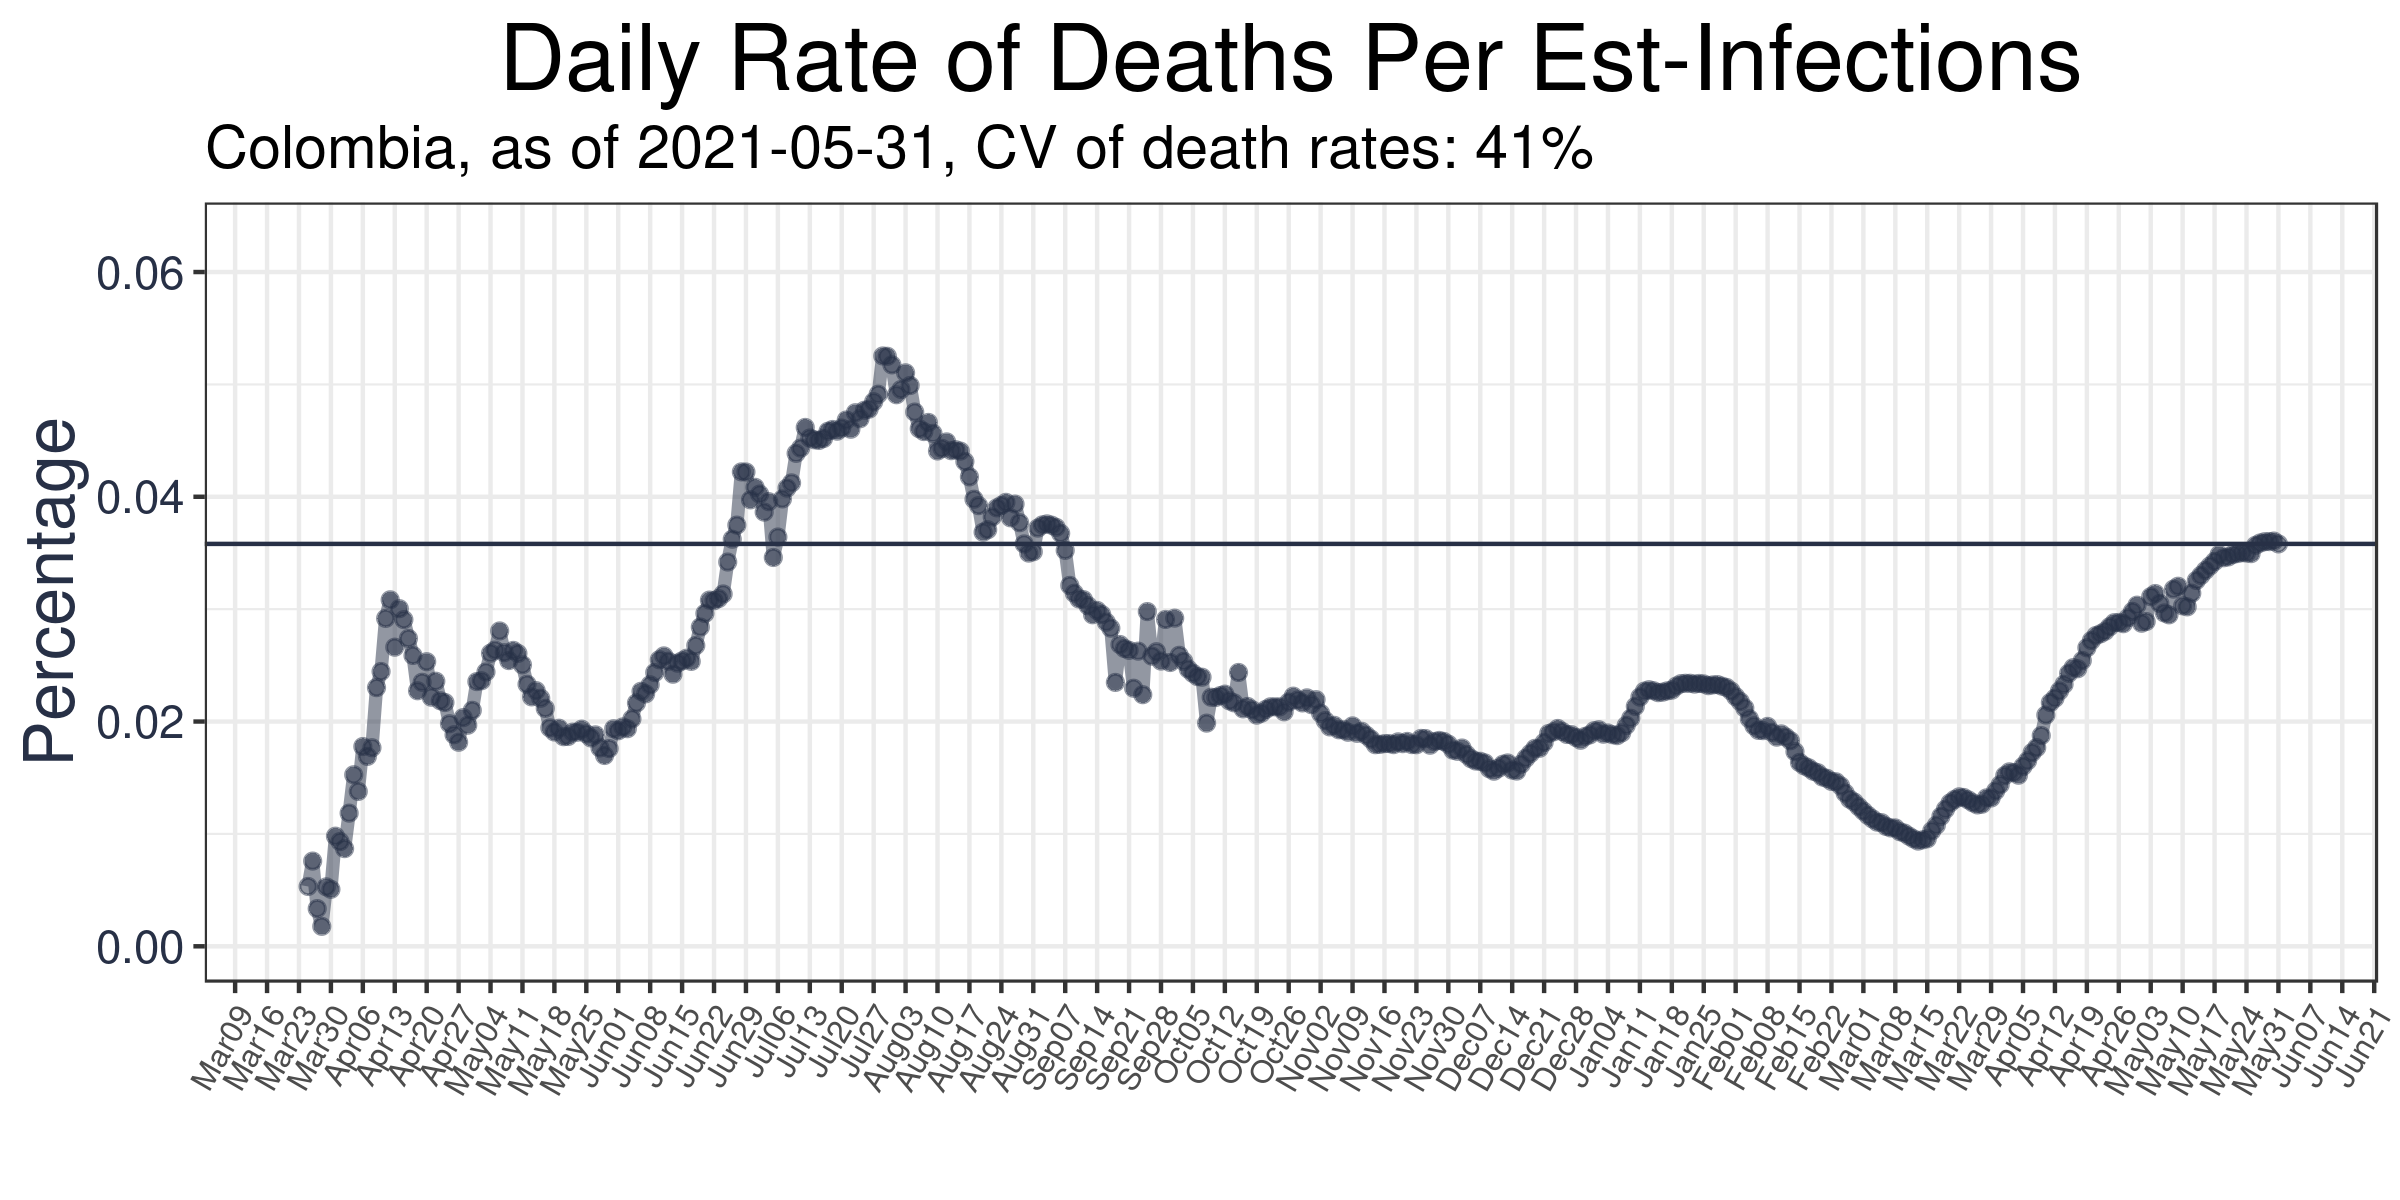 Daily Rate of Deaths Per Est-Infections
Colombia, as of 2021-05-31, CV of death rates: 41%
Percentage
0.06
0.04
0.02
0.00
Mar09
Mar16
Mar23
Mar30
Apr06
Apr13
Apr20
Apr27
May04
May11
May18
May25
Jun01
Jun08
Jun15
Jun22
Jun29
Jul06
Jul13
Jul20
Jul27
Aug03
Aug10
Aug17
Aug24
Aug31
Sep07
Sep14
Sep21
Sep28
Oct05
Oct12
Oct19
Oct26
Nov02
Nov09
Nov16
Nov23
Nov30
Dec07
Dec14
Dec21
Dec28
Jan04
Jan11
Jan18
Jan25
Feb01
Feb08
Feb15
Feb22
Mar01
Mar08
Mar15
Mar22
Mar29
Apr05
Apr12
Apr19
Apr26
May03
May10
May17
May24
May31
Jun07
Jun14
Jun21